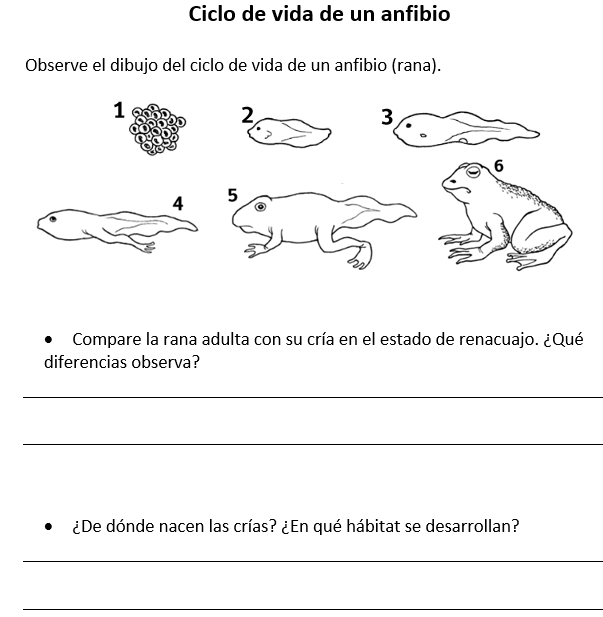 Ciclo de vida de un anfibio
Observe el dibujo del ciclo de vida de un anfibio (rana).
1
2
3
4
5
6
• Compare la rana adulta con su cría en el estado de renacuajo. ¿Qué
diferencias observa?
• ¿De dónde nacen las crías? ¿En qué hábitat se desarrollan?